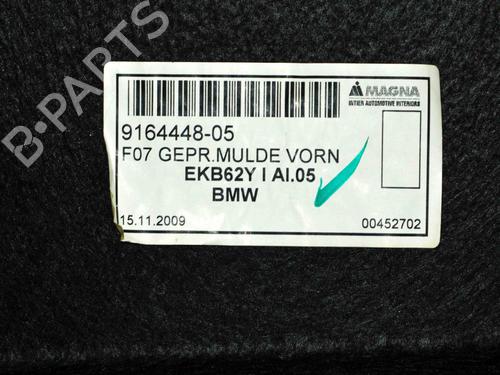 MAGNA
INTIER AUTOMOTIVE INTERIORS
9164448-05
F07 GEPR.MULDE VORN
EKB62Y I AI.05
BMW
15.11.2009
00452702
B-PARTS